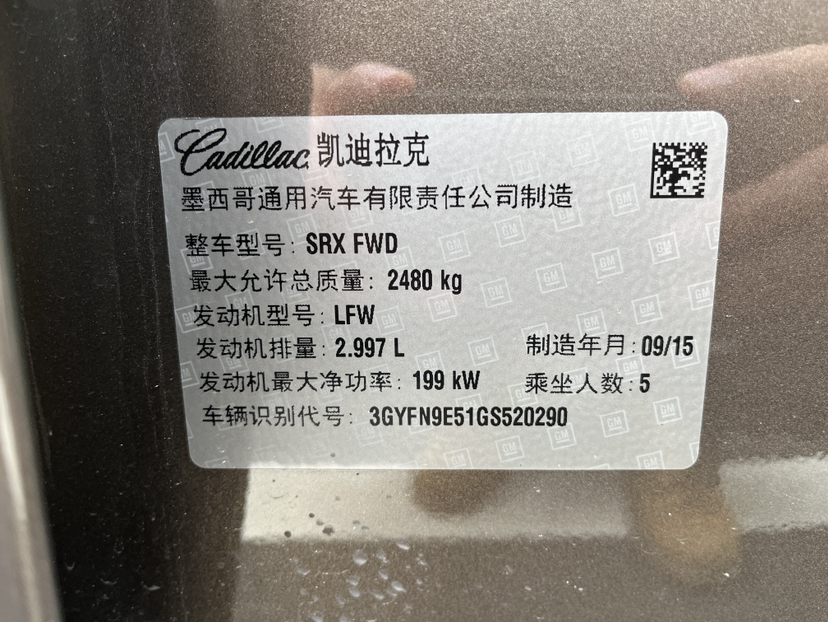 Cadillac 凯迪拉克
墨西哥通用汽车有限责任公司制造
整车型号: SRX FWD
最大允许总质量: 2480 kg
发动机型号: LFW
发动机排量: 2.997 L 制造年月: 09/15
发动机最大净功率: 199 kW 乘坐人数: 5
车辆识别代号: 3GYFN9E51GS520290